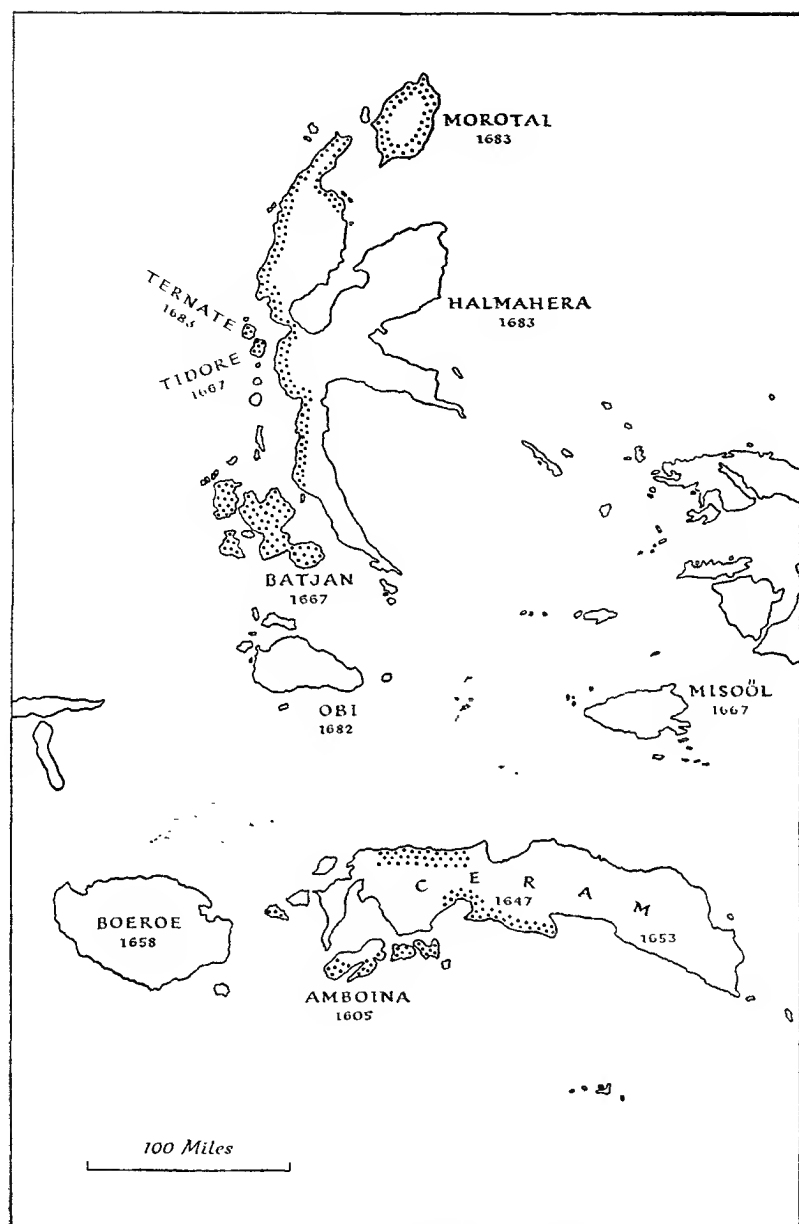 MOROTAI
1683
HALMAHERA
1683
TERNATE
1683
TIDORE
1667
BATJAN
1667
OBI
1682
MISOÖL
1667
CERAM
1647
1653
BOEROE
1658
AMBOINA
1605
100 Miles